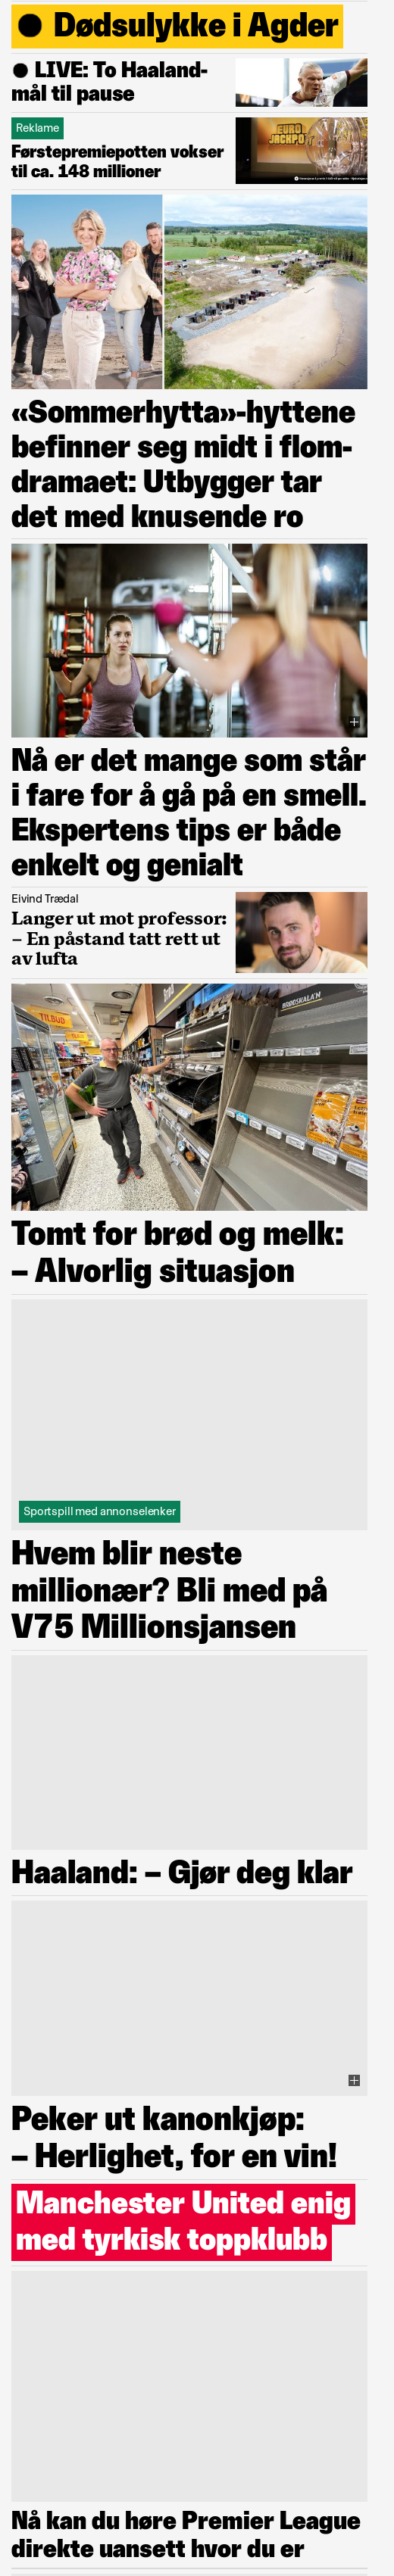 Dødsulykke i Agder
LIVE: To Haaland-
mål til pause
Reklame
Førstepremiepotten vokser
til ca. 148 millioner
EURO
JACKPOT
«Sommerhytta»-hyttene
befinner seg midt i flom-
dramaet: Utbygger tar
det med knusende ro
Nå er det mange som står
i fare for å gå på en smell.
Ekspertens tips er både
enkelt og genialt
Eivind Trædal
Langer ut mot professor:
– En påstand tatt rett ut
av lufta
TILBUD
Brød
BRØDSKALA'N
Tomt for brød og melk:
– Alvorlig situasjon
Sportspill med annonselenker
Hvem blir neste
millionær? Bli med på
V75 Millionsjansen
Haaland: – Gjør deg klar
Peker ut kanonkjøp:
– Herlighet, for en vin!
Manchester United enig
med tyrkisk toppklubb
Nå kan du høre Premier League
direkte uansett hvor du er